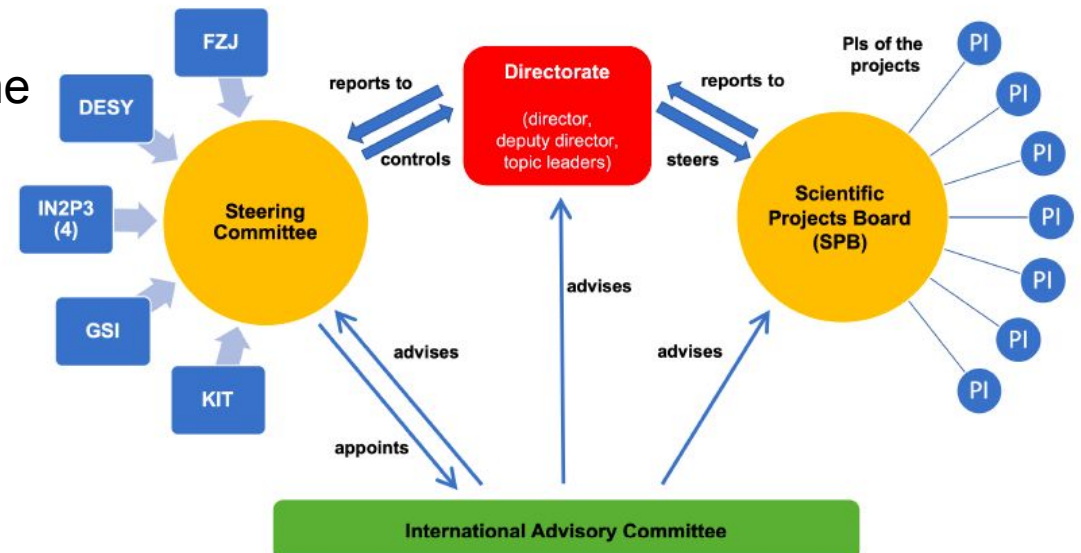 ne
FZJ
DESY
IN2P3
(4)
GSI
KIT
Steering
Committee
reports to
controls
Directorate
(director,
deputy director,
topic leaders)
reports to
steers
Scientific
Projects Board
(SPB)
PIs of the
projects
PI
PI
PI
PI
PI
PI
PI
advises
appoints
advises
advises
International Advisory Committee